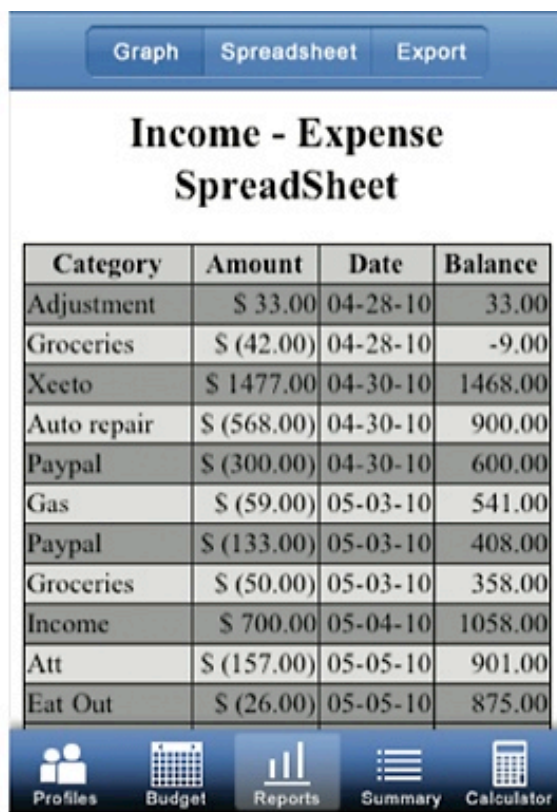 Graph Spreadsheet Export
Income - Expense
SpreadSheet
Category Amount Date Balance
Adjustment $ 33.00 04-28-10 33.00
Groceries $ (42.00) 04-28-10 -9.00
Xeeto $ 1477.00 04-30-10 1468.00
Auto repair $ (568.00) 04-30-10 900.00
Paypal $ (300.00) 04-30-10 600.00
Gas $ (59.00) 05-03-10 541.00
Paypal $ (133.00) 05-03-10 408.00
Groceries $ (50.00) 05-03-10 358.00
Income $ 700.00 05-04-10 1058.00
Att $ (157.00) 05-05-10 901.00
Eat Out $ (26.00) 05-05-10 875.00
Profiles Budget Reports Summary Calculator